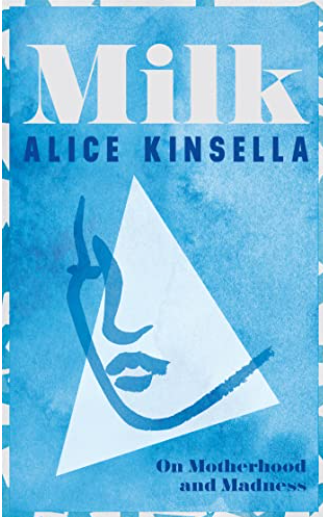 Milk
ALICE KINSELLA
On Motherhood
and Madness